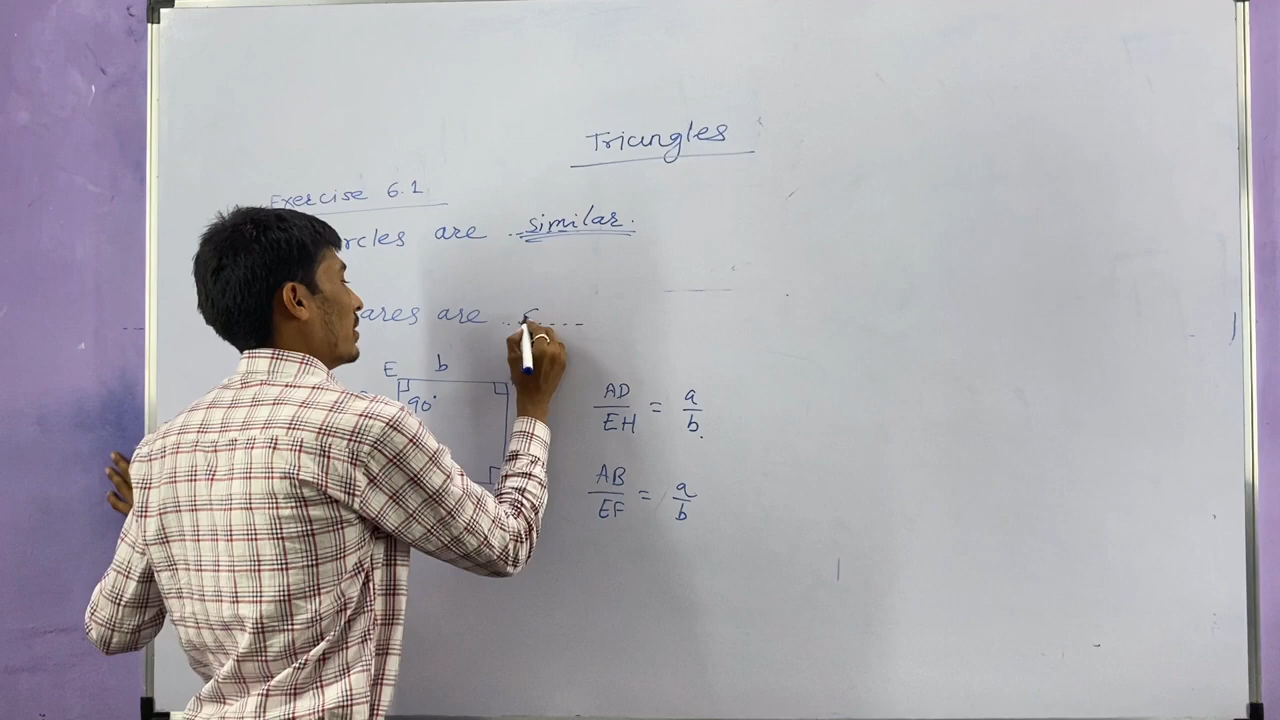 Triangles
Exercise 6.1
rcles are similar.
ares are
E b
90°
AD/EH = a/b
AB/EF = a/b